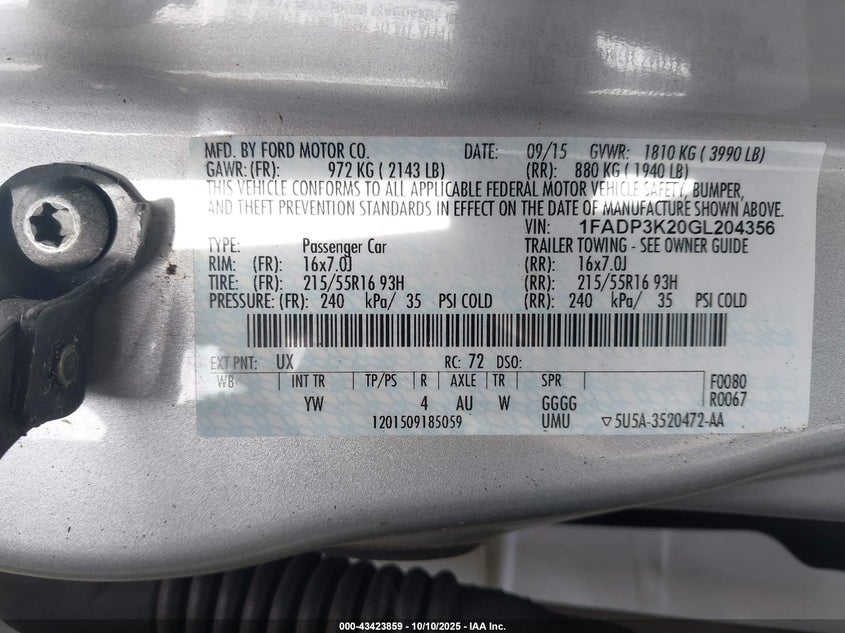 MFD. BY FORD MOTOR CO. DATE: 09/15 GVWR: 1810 KG ( 3990 LB)
GAWR:(FR): 972 KG ( 2143 LB) (RR): 880 KG ( 1940 LB)
THIS VEHICLE CONFORMS TO ALL APPLICABLE FEDERAL MOTOR VEHICLE SAFETY, BUMPER,
AND THEFT PREVENTION STANDARDS IN EFFECT ON THE DATE OF MANUFACTURE SHOWN ABOVE.
VIN: 1FADP3K20GL204356
TYPE: Passenger Car TRAILER TOWING - SEE OWNER GUIDE
RIM: (FR): 16x7.0J (RR): 16x7.0J
TIRE: (FR): 215/55R16 93H (RR): 215/55R16 93H
PRESSURE: (FR): 240 kPa/ 35 PSI COLD (RR): 240 kPa/ 35 PSI COLD
EXT PNT: UX RC: 72 DSO:
WB INT TR TP/PS R AXLE TR SPR F0080
YW 4 AU W GGGG R0067
1201509185059 UMU ▽5U5A-3520472-AA
000-43423859 - 10/10/2025 - IAA Inc.